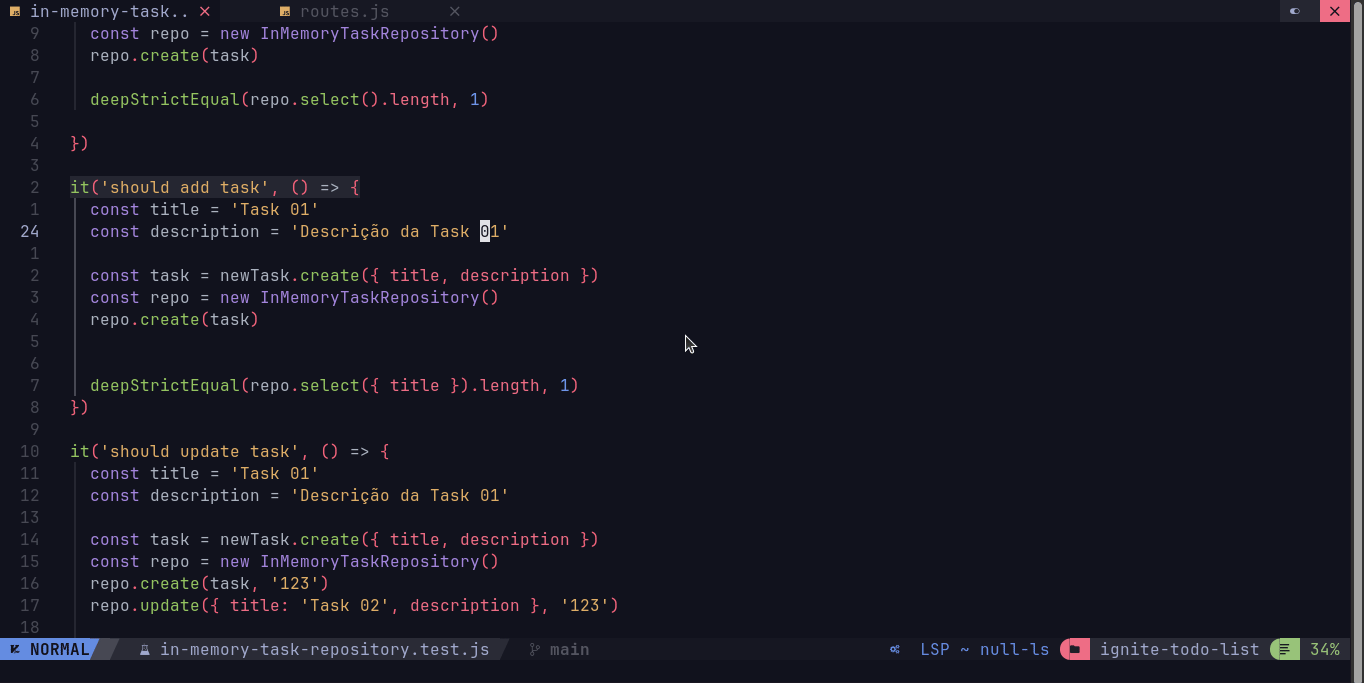 in-memory-task.. routes.js
9 const repo = new InMemoryTaskRepository()
8 repo.create(task)
7
6 deepStrictEqual(repo.select().length, 1)
5
4 })
3
2 it('should add task', () => {
1 const title = 'Task 01'
24 const description = 'Descrição da Task 01'
1
2 const task = newTask.create({ title, description })
3 const repo = new InMemoryTaskRepository()
4 repo.create(task)
5
6
7 deepStrictEqual(repo.select({ title }).length, 1)
8 })
9
10 it('should update task', () => {
11 const title = 'Task 01'
12 const description = 'Descrição da Task 01'
13
14 const task = newTask.create({ title, description })
15 const repo = new InMemoryTaskRepository()
16 repo.create(task, '123')
17 repo.update({ title: 'Task 02', description }, '123')
18
NORMAL in-memory-task-repository.test.js main LSP ~ null-ls ignite-todo-list 34%